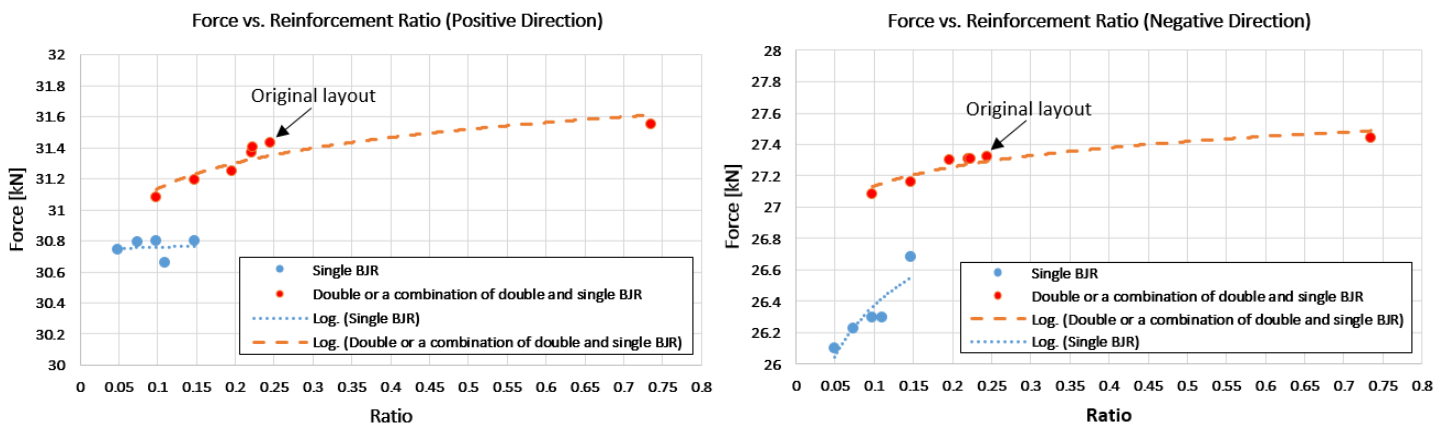 Force vs. Reinforcement Ratio (Positive Direction)
32
31.8
31.6
31.4
31.2
31
30.8
30.6
30.4
30.2
30
Force [kN]
Original layout
Single BJR
Double or a combination of double and single BJR
Log. (Single BJR)
Log. (Double or a combination of double and single BJR)
0 0.05 0.1 0.15 0.2 0.25 0.3 0.35 0.4 0.45 0.5 0.55 0.6 0.65 0.7 0.75 0.8
Ratio
Force vs. Reinforcement Ratio (Negative Direction)
28
27.8
27.6
27.4
27.2
27
26.8
26.6
26.4
26.2
26
Force [kN]
Original layout
Single BJR
Double or a combination of double and single BJR
Log. (Double or a combination of double and single BJR)
Log. (Single BJR)
0 0.05 0.1 0.15 0.2 0.25 0.3 0.35 0.4 0.45 0.5 0.55 0.6 0.65 0.7 0.75 0.8
Ratio